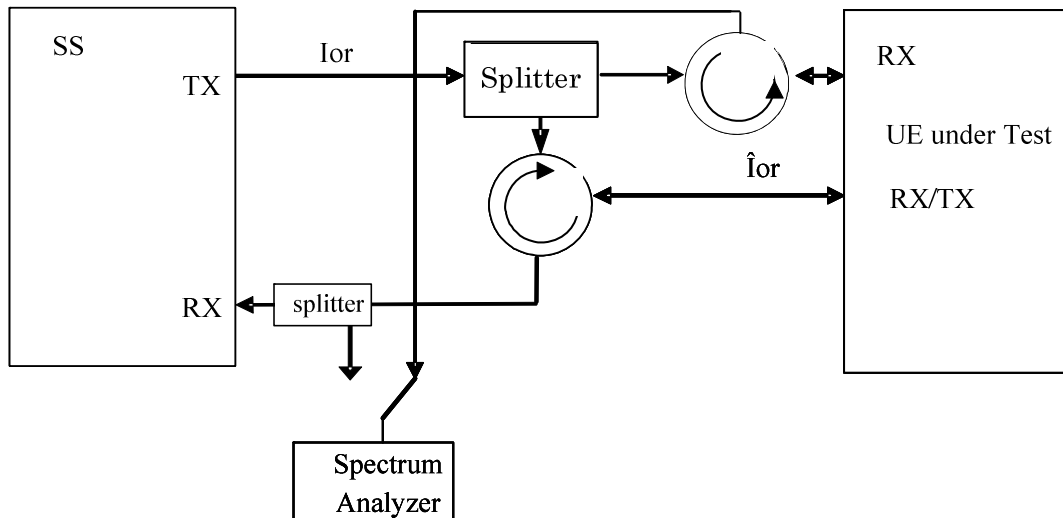 SS
Ior
TX
Splitter
RX
UE under Test
Îor
RX/TX
RX
splitter
Spectrum
Analyzer